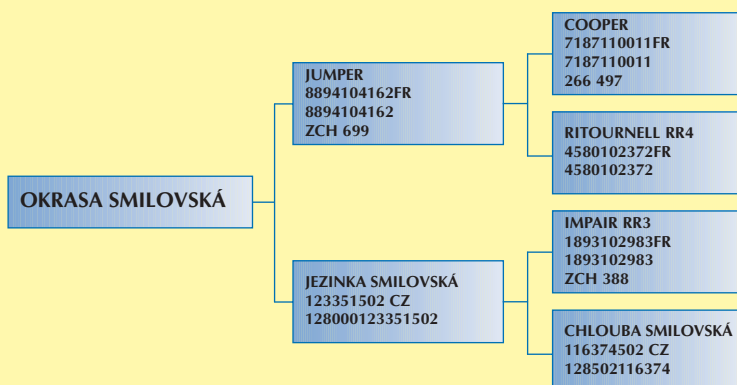 OKRASA SMILOVSKÁ
JUMPER
8894104162FR
8894104162
ZCH 699
JEZINKA SMILOVSKÁ
123351502 CZ
128000123351502
COOPER
7187110011FR
7187110011
266 497
RITOURNELL RR4
4580102372FR
4580102372
IMPAIR RR3
1893102983FR
1893102983
ZCH 388
CHLOUBA SMILOVSKÁ
116374502 CZ
128502116374